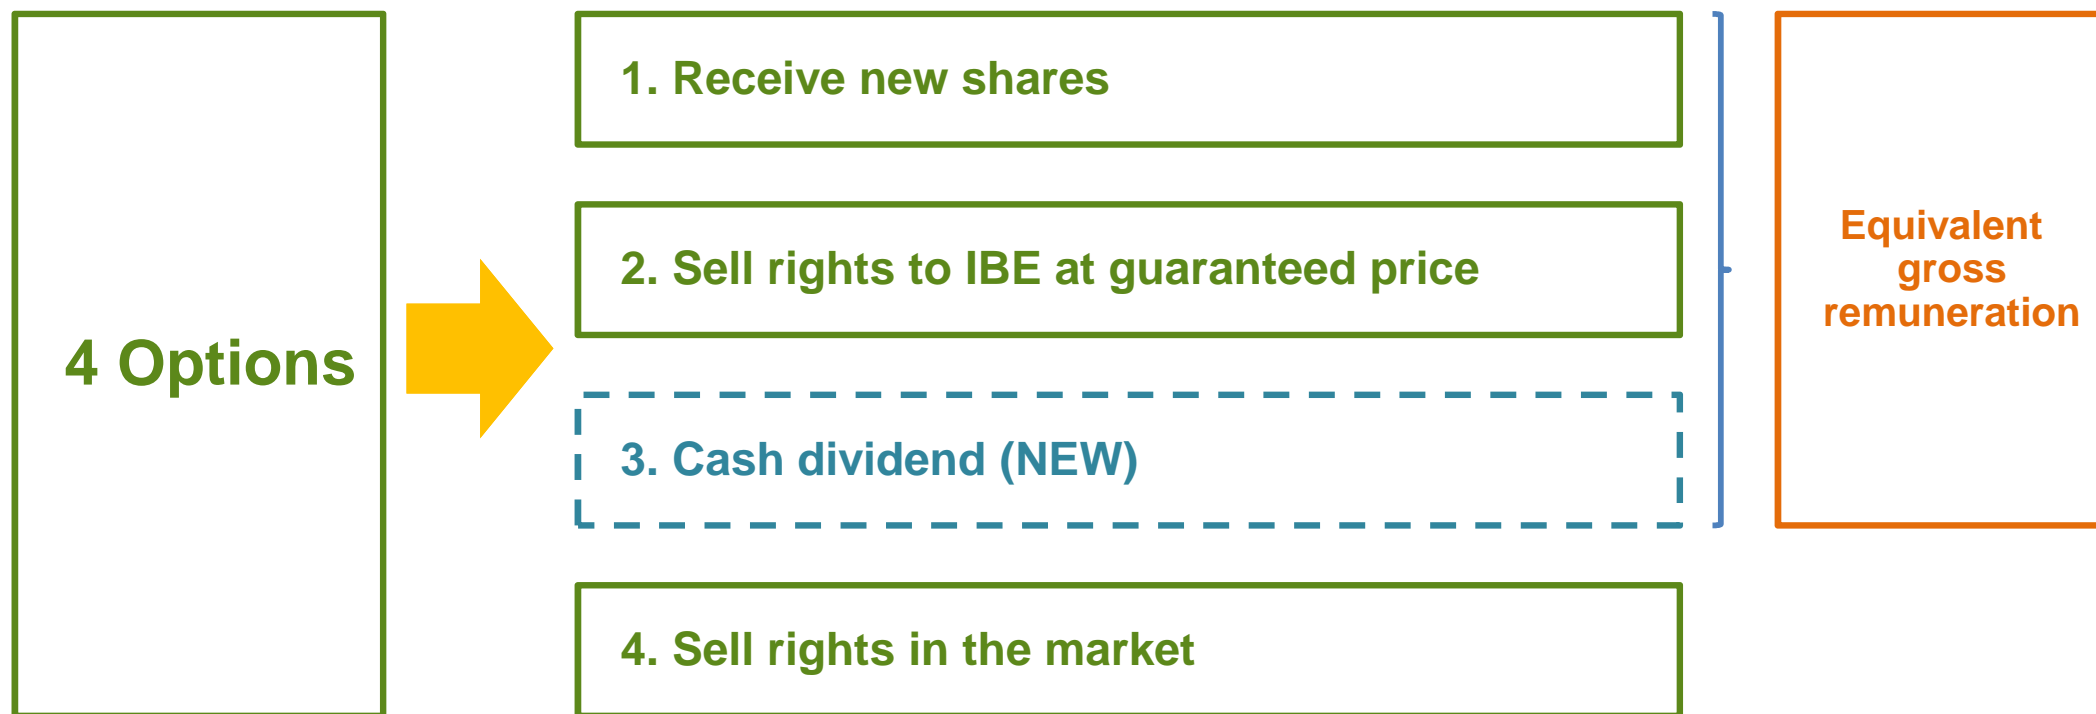 4 Options
1. Receive new shares
2. Sell rights to IBE at guaranteed price
3. Cash dividend (NEW)
4. Sell rights in the market
Equivalent
gross
remuneration